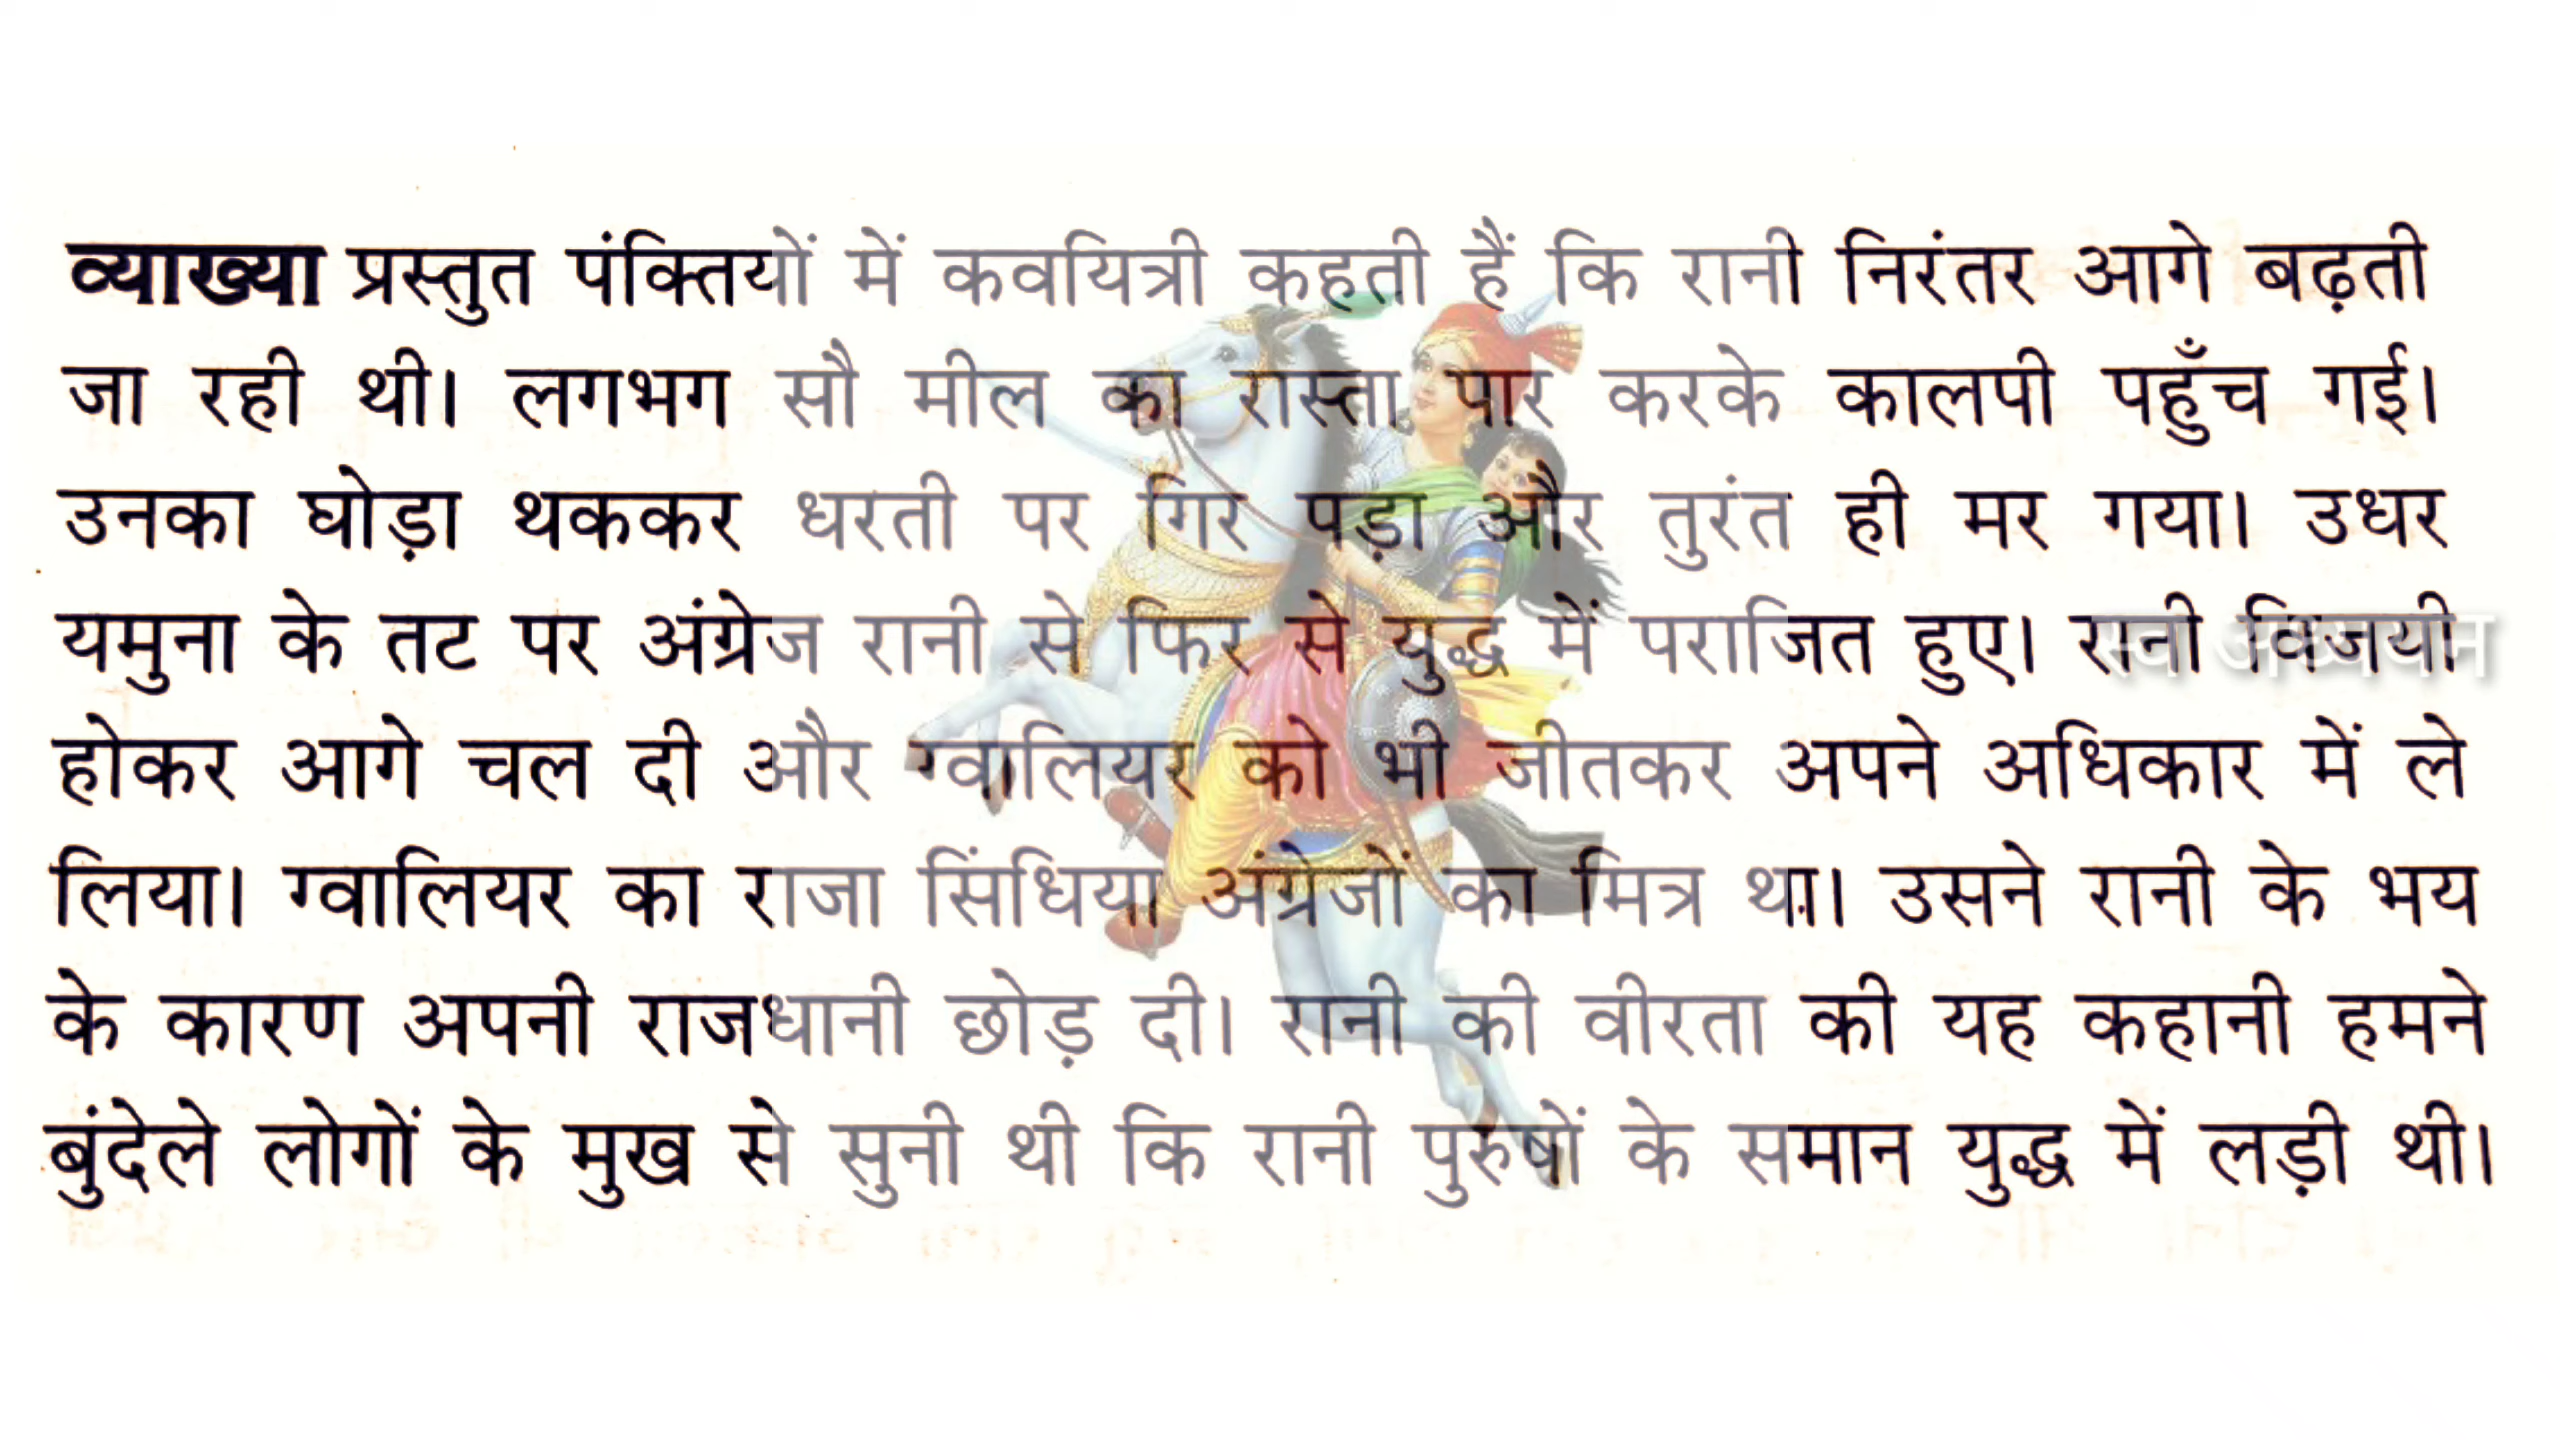 व्याख्या प्रस्तुत पंक्तियों में कवयित्री कहती हैं कि रानी निरंतर आगे बढ़ती
जा रही थी। लगभग सौ मील का रास्ता पार करके कालपी पहुँच गई।
उनका घोड़ा थककर धरती पर गिर पड़ा और तुरंत ही मर गया। उधर
यमुना के तट पर अंग्रेज रानी से फिर से युद्ध में पराजित हुए। रानी विजयी
स्व अध्ययन
होकर आगे चल दी और ग्वालियर को भी जीतकर अपने अधिकार में ले
लिया। ग्वालियर का राजा सिंधिया अंग्रेजों का मित्र था। उसने रानी के भय
के कारण अपनी राजधानी छोड़ दी। रानी की वीरता की यह कहानी हमने
बुंदेले लोगों के मुख से सुनी थी कि रानी पुरुषों के समान युद्ध में लड़ी थी।